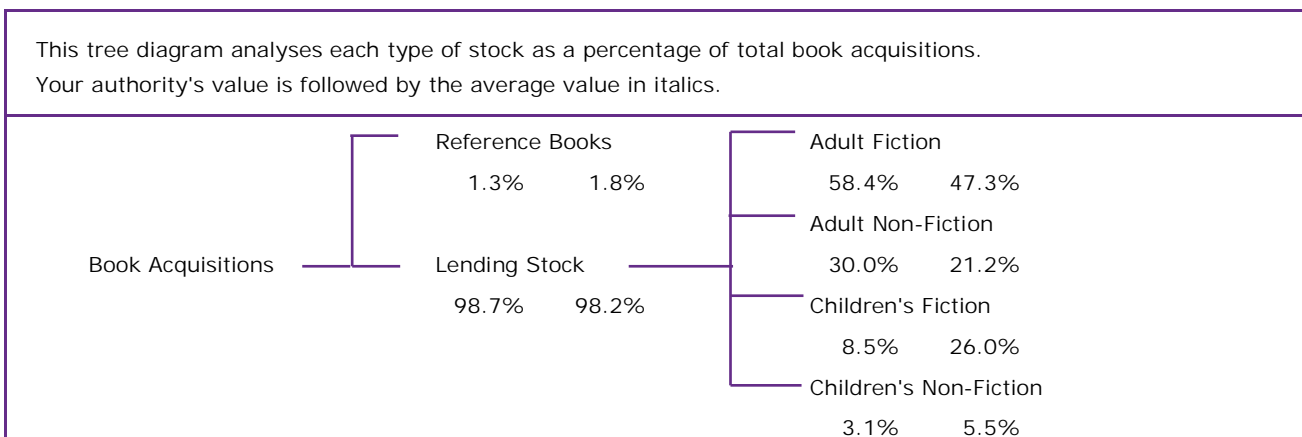 This tree diagram analyses each type of stock as a percentage of total book acquisitions.
Your authority's value is followed by the average value in italics.
Reference Books
1.3% 1.8%
Book Acquisitions
Lending Stock
98.7% 98.2%
Adult Fiction
58.4% 47.3%
Adult Non-Fiction
30.0% 21.2%
Children's Fiction
8.5% 26.0%
Children's Non-Fiction
3.1% 5.5%